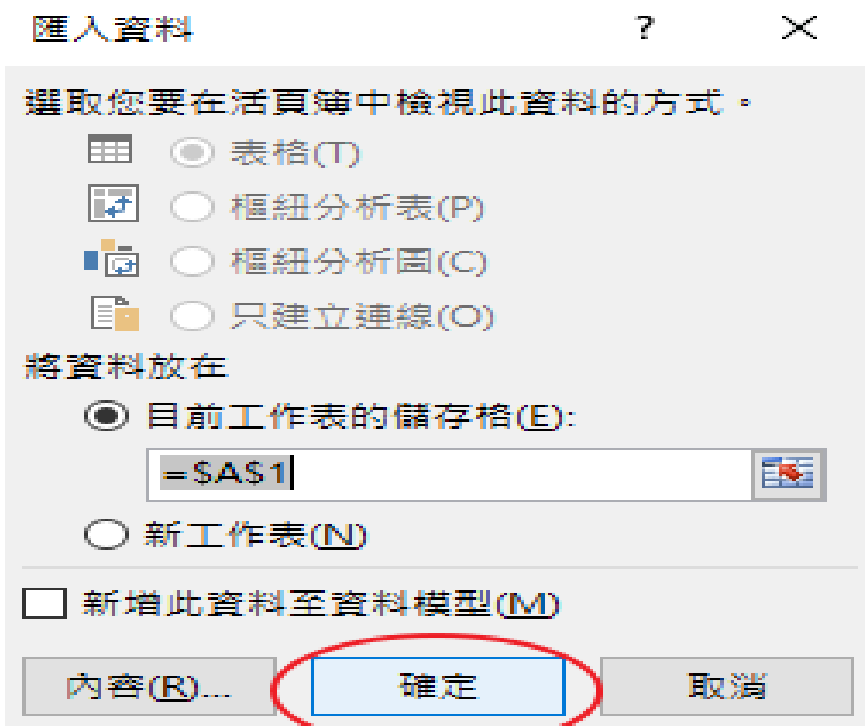 匯入資料 ?
選取您要在活頁簿中檢視此資料的方式。
表格(T)
樞紐分析表(P)
樞紐分析圖(C)
只建立連線(O)
將資料放在
目前工作表的儲存格(E):
=$A$1
新工作表(N)
新增此資料至資料模型(M)
內容(R)... 確定 取消